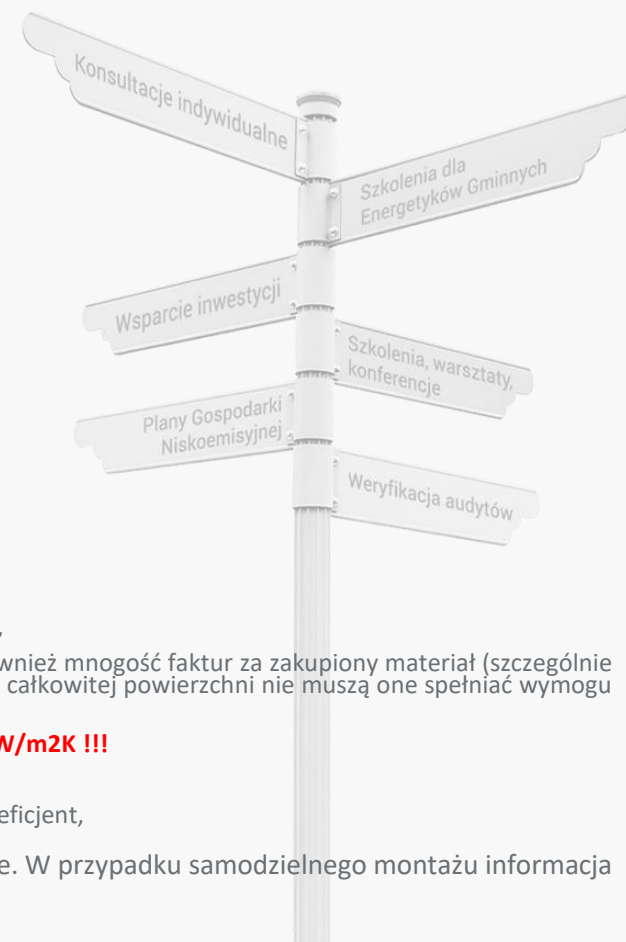 Konsultacje indywidualne
Szkolenia dla
Energetyków Gminnych
Wsparcie inwestycji
Szkolenia, warsztaty,
konferencje
Plany Gospodarki
Niskoemisyjnej
Weryfikacja audytów
,
wnież mnogość faktur za zakupiony materiał (szczególnie
całkowitej powierzchni nie muszą one spełniać wymogu
W/m2K !!!
eficjent,
e. W przypadku samodzielnego montażu informacja